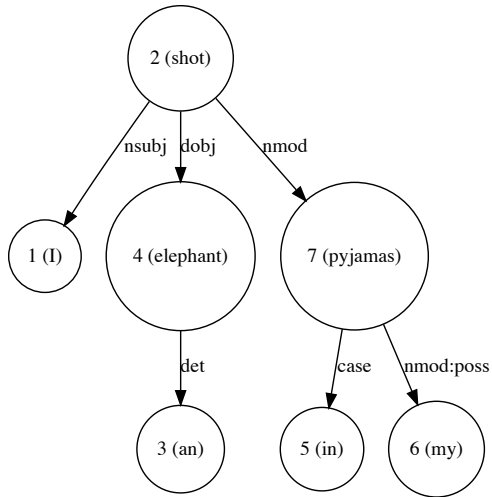 2 (shot)
nsubj
dobj
nmod
1 (I)
4 (elephant)
7 (pyjamas)
det
case
nmod:poss
3 (an)
5 (in)
6 (my)